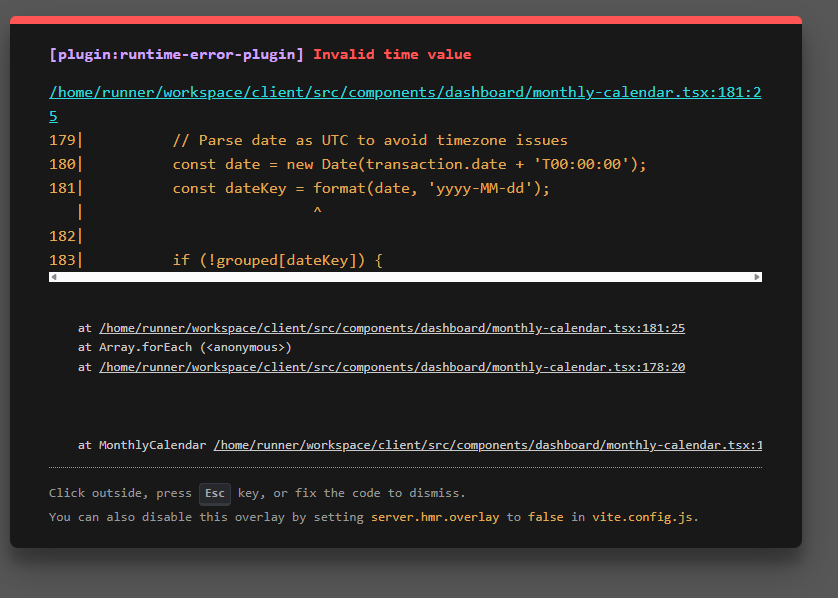 [plugin:runtime-error-plugin] Invalid time value
/home/runner/workspace/client/src/components/dashboard/monthly-calendar.tsx:181:2
5
179|          // Parse date as UTC to avoid timezone issues
180|          const date = new Date(transaction.date + 'T00:00:00');
181|          const dateKey = format(date, 'yyyy-MM-dd');
   |                          ^
182|
183|          if (!grouped[dateKey]) {
at /home/runner/workspace/client/src/components/dashboard/monthly-calendar.tsx:181:25
at Array.forEach (<anonymous>)
at /home/runner/workspace/client/src/components/dashboard/monthly-calendar.tsx:178:20
at MonthlyCalendar /home/runner/workspace/client/src/components/dashboard/monthly-calendar.tsx:1
Click outside, press Esc key, or fix the code to dismiss.
You can also disable this overlay by setting server.hmr.overlay to false in vite.config.js.